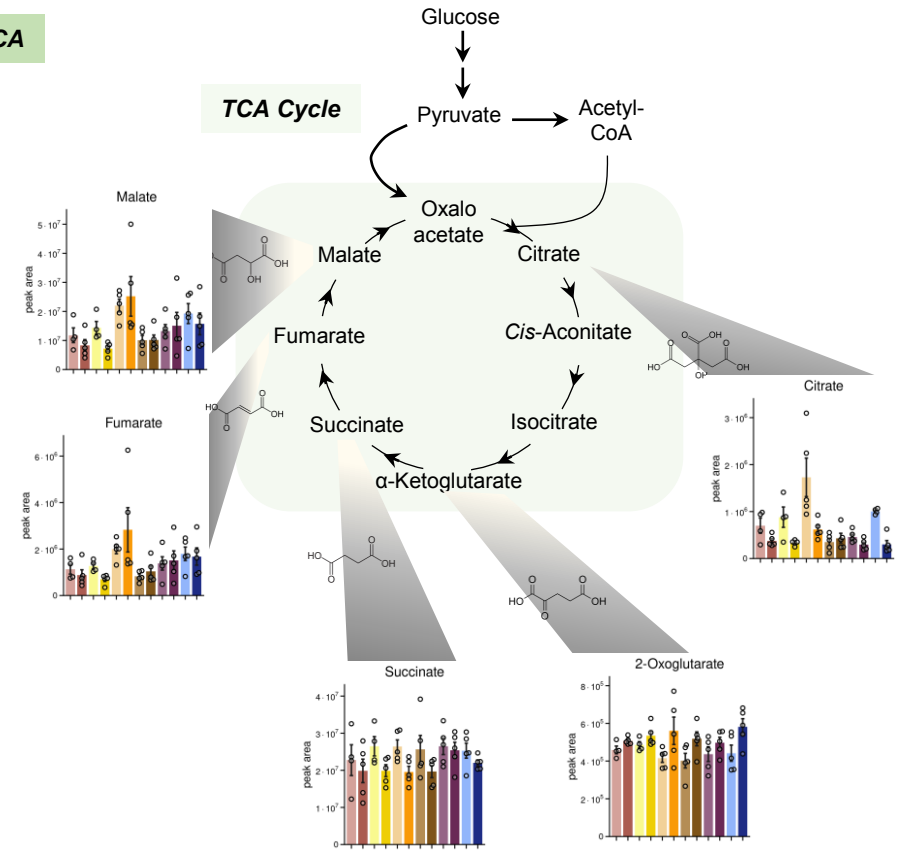 CA
Glucose
TCA Cycle
Pyruvate
Acetyl-
CoA
Oxalo
acetate
Malate
Citrate
Fumarate
Cis-Aconitate
Succinate
Isocitrate
α-Ketoglutarate
Malate
peak area
5·10⁷
4·10⁷
3·10⁷
2·10⁷
1·10⁷
0
O
OH
O
OH
Fumarate
peak area
6·10⁶
4·10⁶
2·10⁶
0
HO
O
O
OH
Succinate
peak area
4·10⁷
3·10⁷
2·10⁷
1·10⁷
0
HO
O
O
OH
2-Oxoglutarate
peak area
8·10⁵
6·10⁵
4·10⁵
2·10⁵
0
O
O
HO
OH
O
Citrate
peak area
3·10⁶
2·10⁶
1·10⁶
0
O
OH
O
O
HO
OH